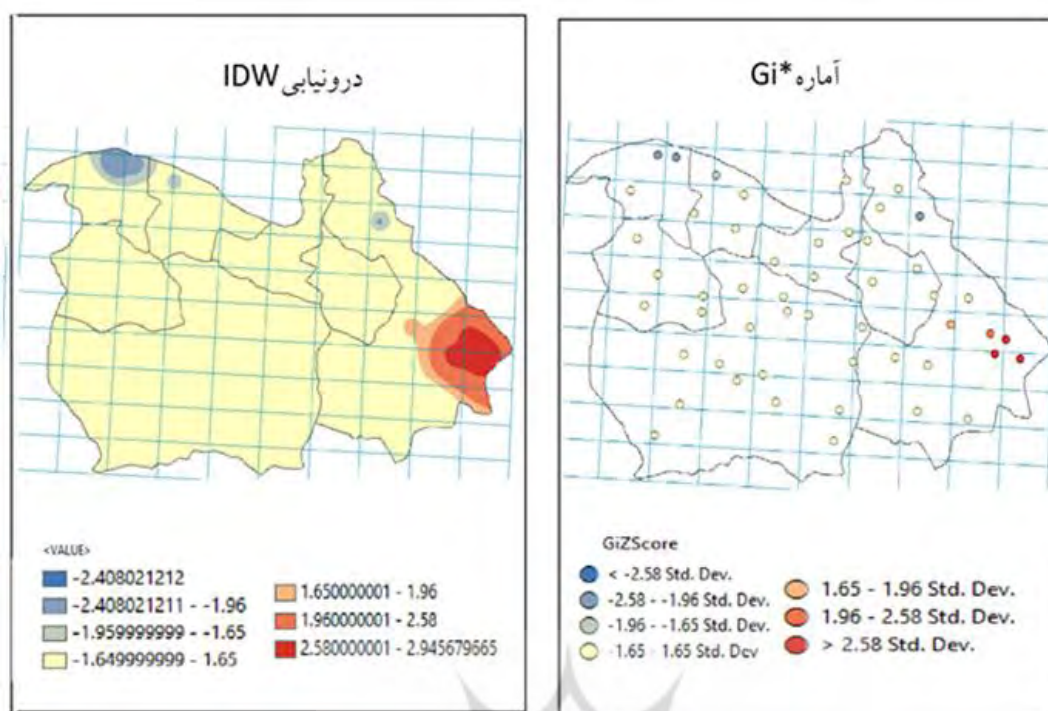 درونیابی IDW
<VALUE>
-2.408021212
-2.408021211 - -1.96
-1.959999999 - -1.65
-1.649999999 - 1.65
1.650000001 - 1.96
1.960000001 - 2.58
2.580000001 - 2.945679665
آماره Gi*
GiZScore
< -2.58 Std. Dev.
-2.58 - -1.96 Std. Dev.
-1.96 - -1.65 Std. Dev.
-1.65 - 1.65 Std. Dev
1.65 - 1.96 Std. Dev.
1.96 - 2.58 Std. Dev.
> 2.58 Std. Dev.